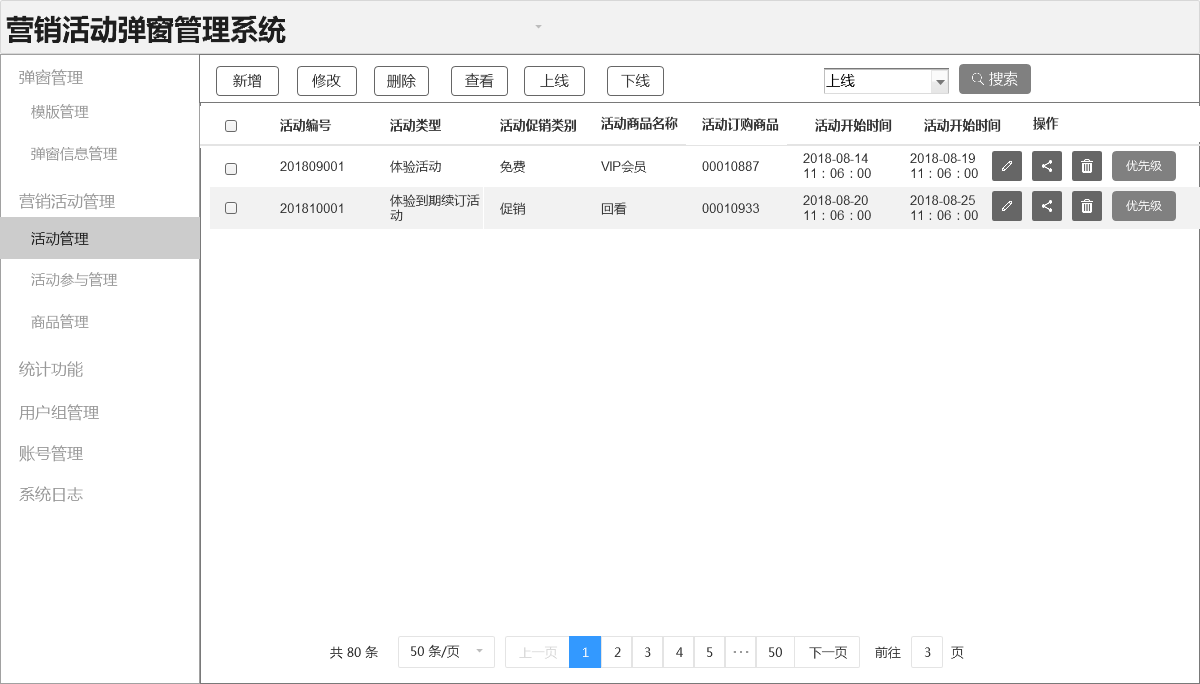 营销活动弹窗管理系统
弹窗管理
模版管理
弹窗信息管理
营销活动管理
活动管理
活动参与管理
商品管理
统计功能
用户组管理
账号管理
系统日志
新增 修改 删除 查看 上线 下线 上线 搜索
活动编号 活动类型 活动促销类别 活动商品名称 活动订购商品 活动开始时间 活动开始时间 操作
201809001 体验活动 免费 VIP会员 00010887 2018-08-14 11：06：00 2018-08-19 11：06：00 优先级
201810001 体验到期续订活动 促销 回看 00010933 2018-08-20 11：06：00 2018-08-25 11：06：00 优先级
共 80 条 50 条/页 上一页 1 2 3 4 5 ··· 50 下一页 前往 3 页